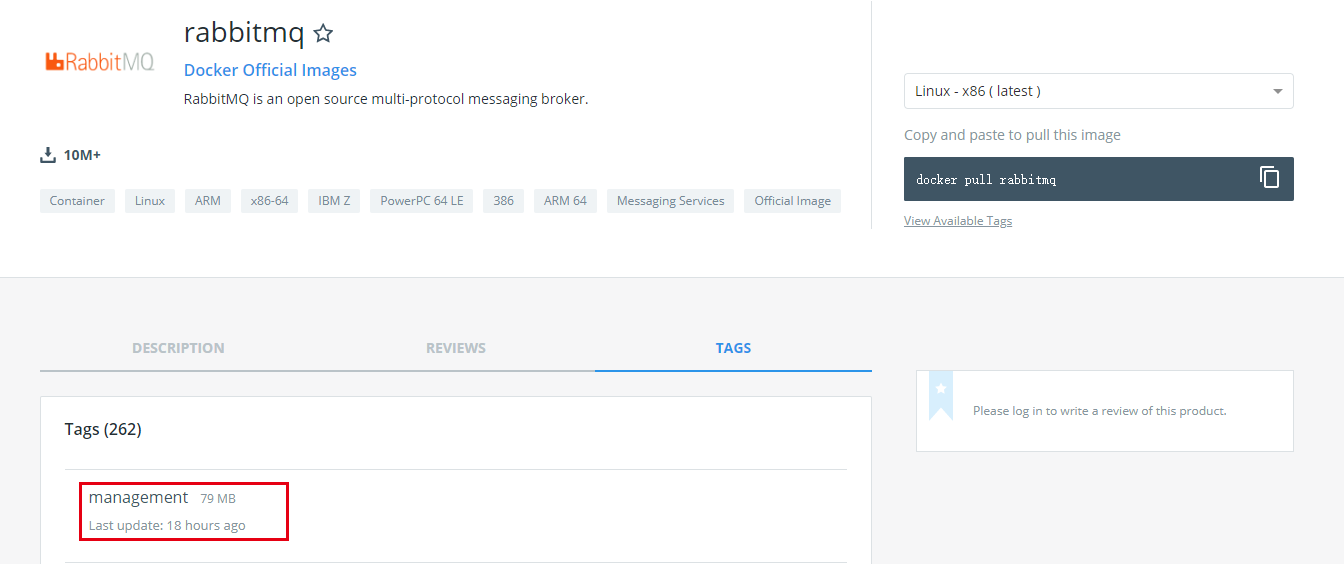 rabbitmq
RabbitMQ
Docker Official Images
RabbitMQ is an open source multi-protocol messaging broker.
10M+
Container Linux ARM x86-64 IBM Z PowerPC 64 LE 386 ARM 64 Messaging Services Official Image
Linux - x86 ( latest )
Copy and paste to pull this image
docker pull rabbitmq
View Available Tags
DESCRIPTION REVIEWS TAGS
Tags (262)
management 79 MB
Last update: 18 hours ago
Please log in to write a review of this product.